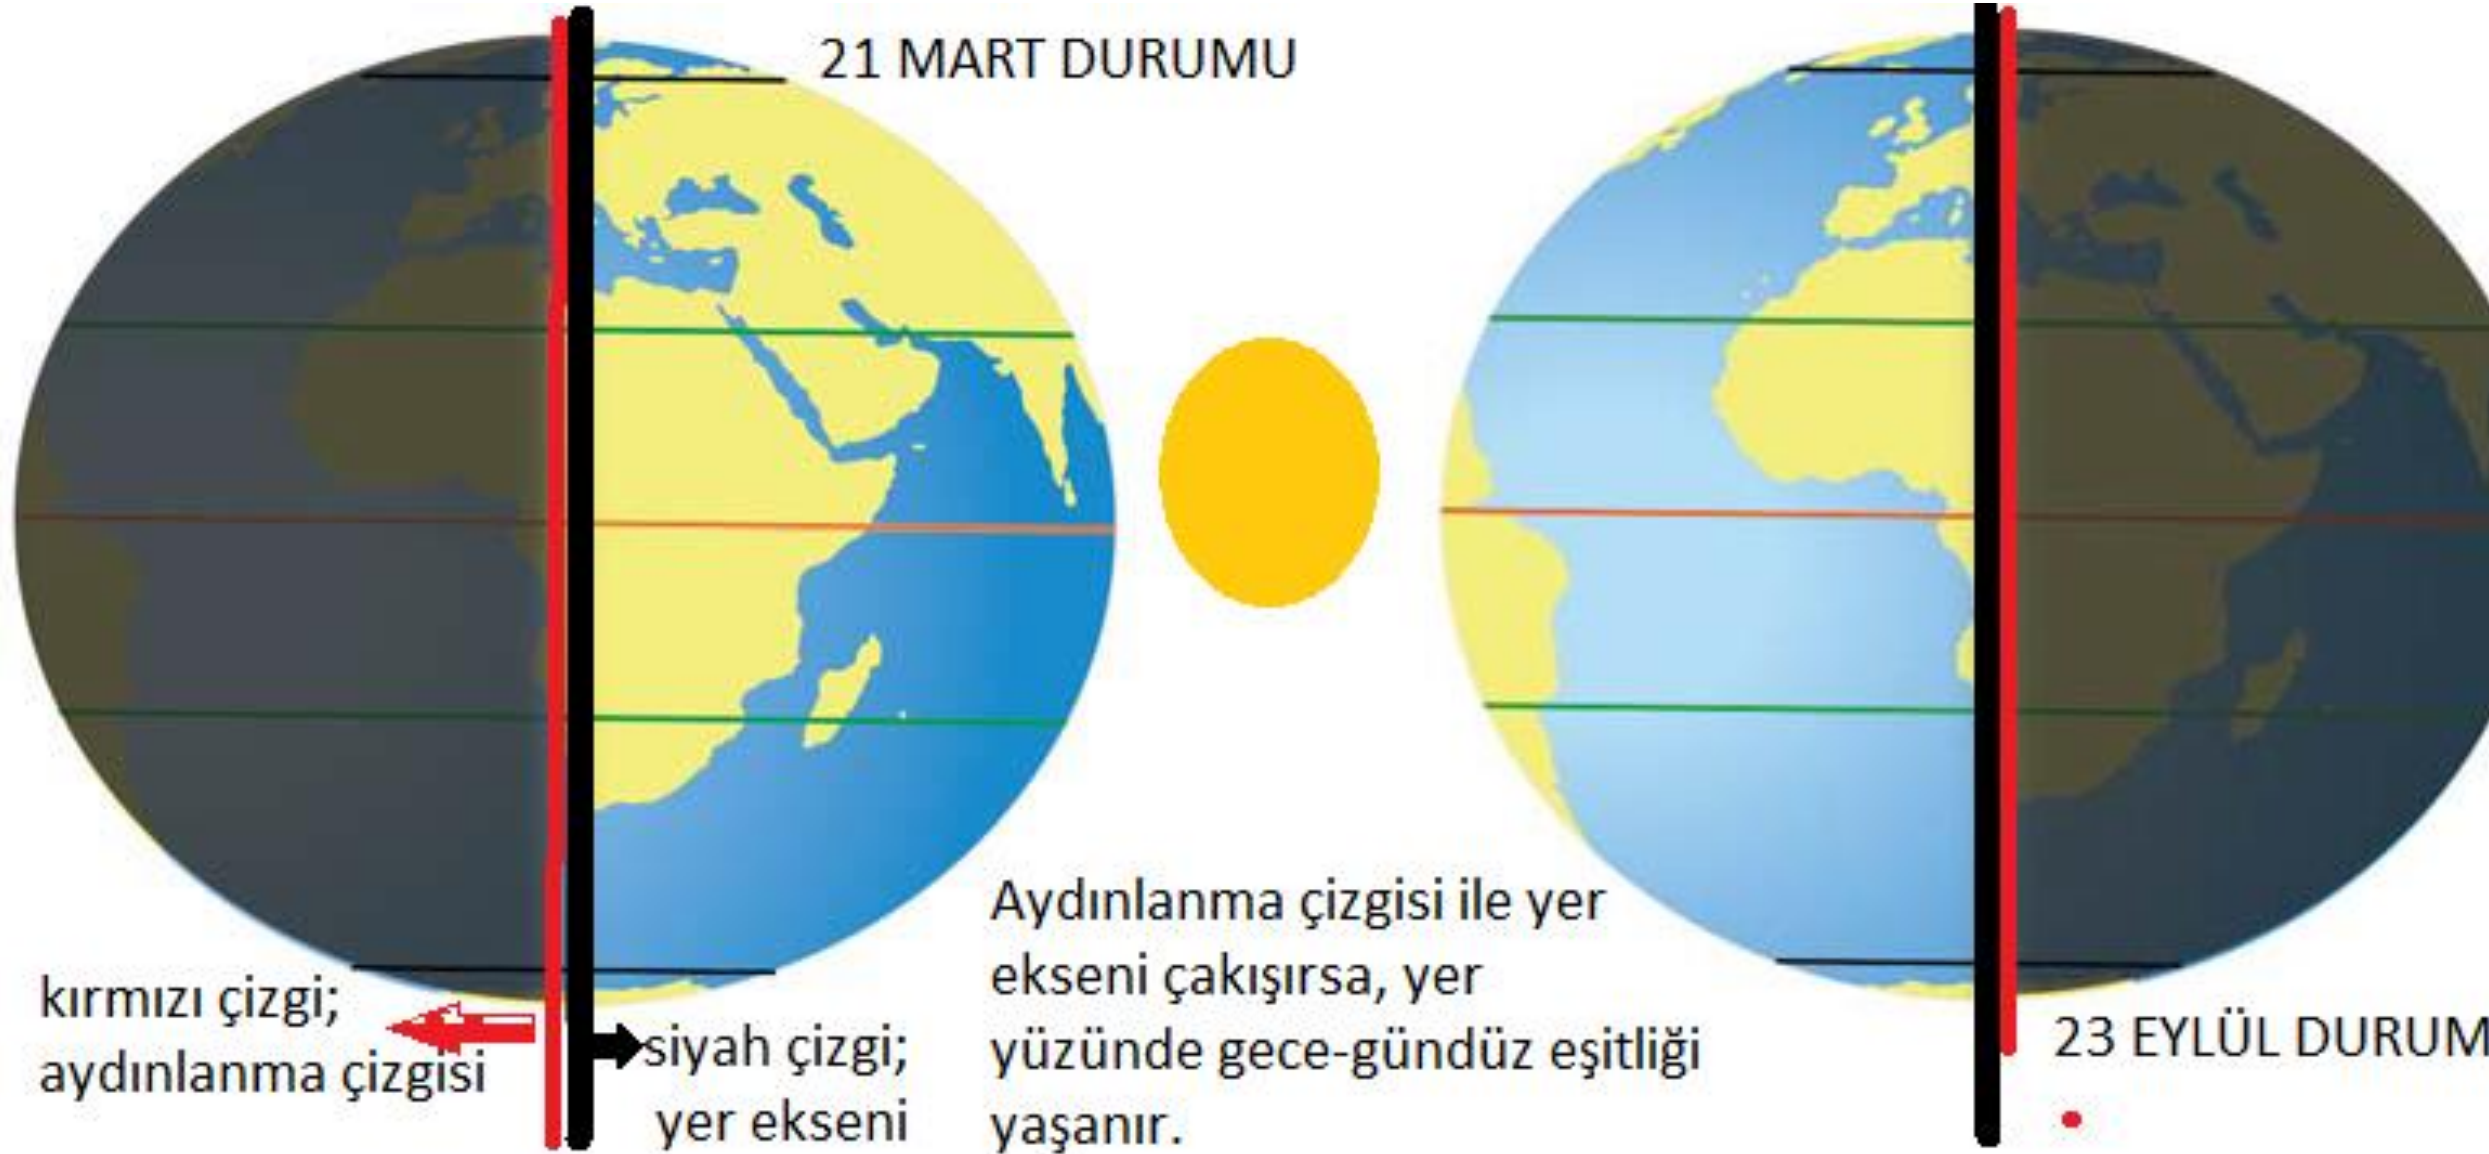 21 MART DURUMU
kırmızı çizgi;
aydınlanma çizgisi
siyah çizgi;
yer ekseni
Aydınlanma çizgisi ile yer
ekseni çakışırsa, yer
yüzünde gece-gündüz eşitliği
yaşanır.
23 EYLÜL DURUM